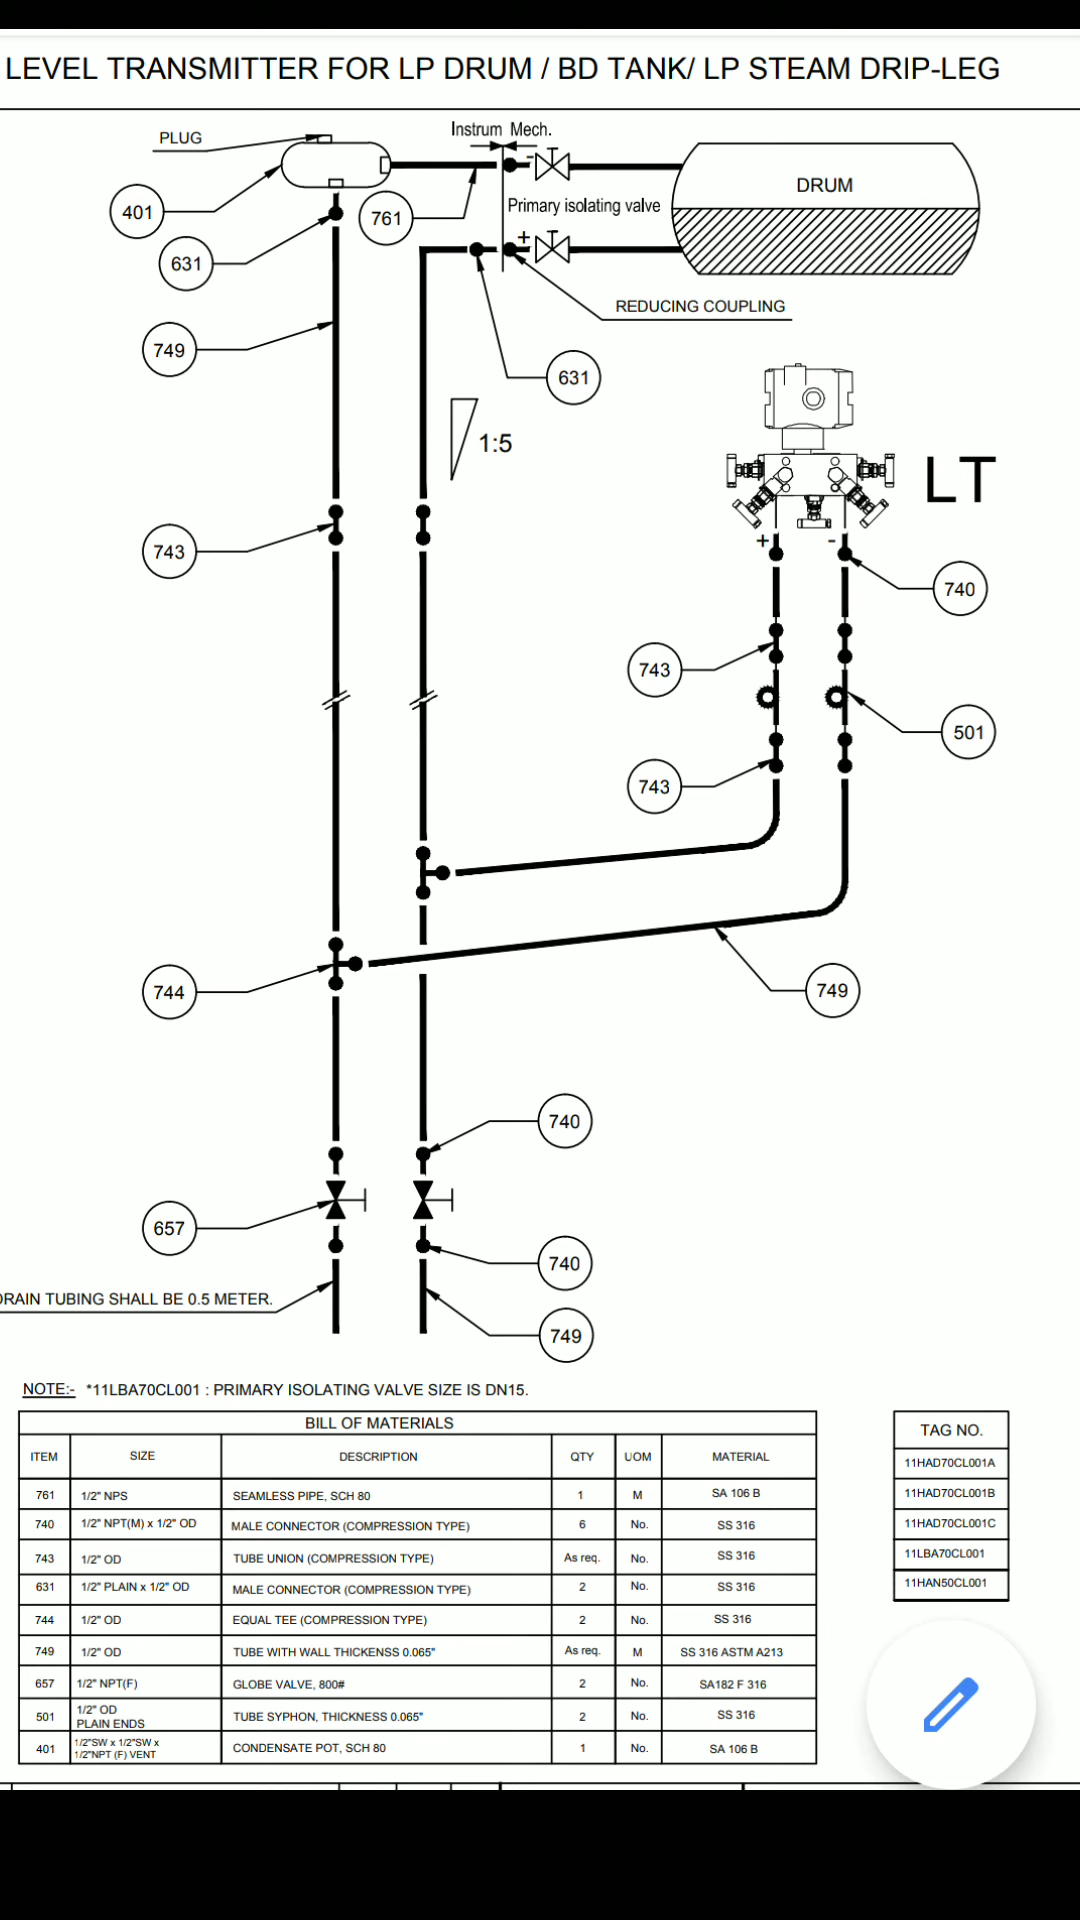 LEVEL TRANSMITTER FOR LP DRUM / BD TANK/ LP STEAM DRIP-LEG
Instrum Mech.
PLUG
-
DRUM
401
761
Primary isolating valve
+
631
REDUCING COUPLING
749
631
1:5
LT
+ -
743
740
743
501
743
744
749
740
657
740
DRAIN TUBING SHALL BE 0.5 METER.
749
NOTE:- *11LBA70CL001 : PRIMARY ISOLATING VALVE SIZE IS DN15.
BILL OF MATERIALS
ITEM SIZE DESCRIPTION QTY UOM MATERIAL
761 1/2" NPS SEAMLESS PIPE, SCH 80 1 M SA 106 B
740 1/2" NPT(M) x 1/2" OD MALE CONNECTOR (COMPRESSION TYPE) 6 No. SS 316
743 1/2" OD TUBE UNION (COMPRESSION TYPE) As req. No. SS 316
631 1/2" PLAIN x 1/2" OD MALE CONNECTOR (COMPRESSION TYPE) 2 No. SS 316
744 1/2" OD EQUAL TEE (COMPRESSION TYPE) 2 No. SS 316
749 1/2" OD TUBE WITH WALL THICKENSS 0.065" As req. M SS 316 ASTM A213
657 1/2" NPT(F) GLOBE VALVE, 800# 2 No. SA182 F 316
501 1/2" OD PLAIN ENDS TUBE SYPHON, THICKNESS 0.065" 2 No. SS 316
401 1/2"SW x 1/2"SW x 1/2"NPT (F) VENT CONDENSATE POT, SCH 80 1 No. SA 106 B
TAG NO.
11HAD70CL001A
11HAD70CL001B
11HAD70CL001C
11LBA70CL001
11HAN50CL001